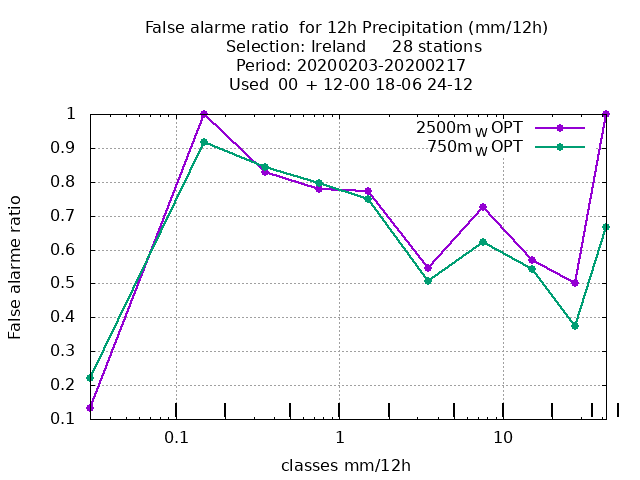 False alarme ratio  for 12h Precipitation (mm/12h)
Selection: Ireland     28 stations
Period: 20200203-20200217
Used  00 + 12-00 18-06 24-12
2500m W OPT
750m W OPT
1
0.9
0.8
0.7
0.6
0.5
0.4
0.3
0.2
0.1
False alarme ratio
0.1 1 10
classes mm/12h